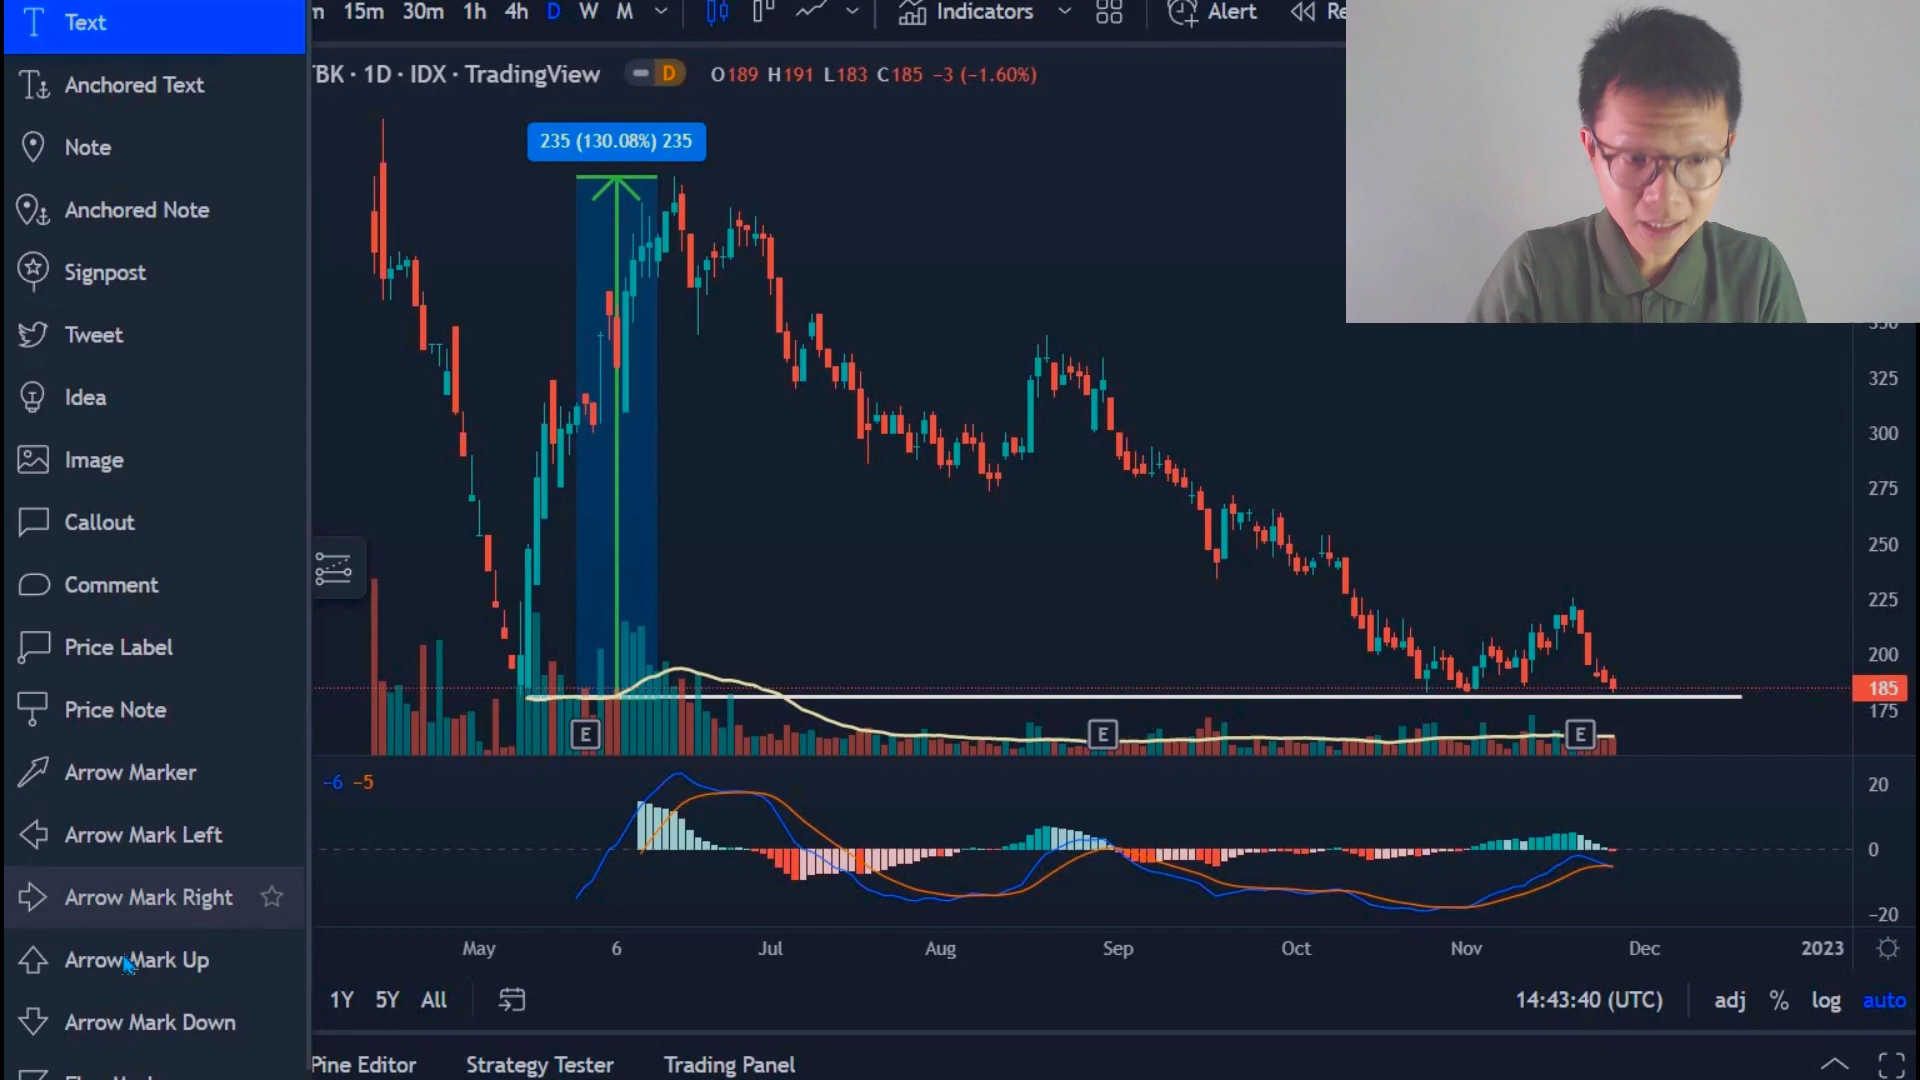 Text
15m 30m 1h 4h D W M Indicators Alert
Anchored Text
TBK · 1D · IDX · TradingView D O189 H191 L183 C185 −3 (−1.60%)
Note
235 (130.08%) 235
Anchored Note
Signpost
Tweet
Idea
Image
Callout
Comment
Price Label
Price Note
Arrow Marker
Arrow Mark Left
Arrow Mark Right
Arrow Mark Up
Arrow Mark Down
350
325
300
275
250
225
200
185
175
E E E
−6 −5
20
0
−20
May 6 Jul Aug Sep Oct Nov Dec 2023
1Y 5Y All 14:43:40 (UTC) adj % log auto
Pine Editor Strategy Tester Trading Panel